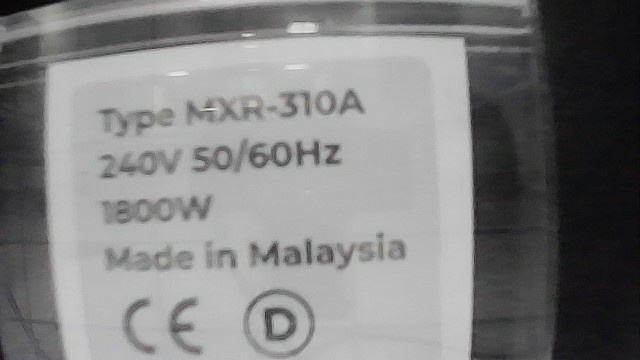 Type MXR-310A
240V 50/60Hz
1800W
Made in Malaysia
CE D